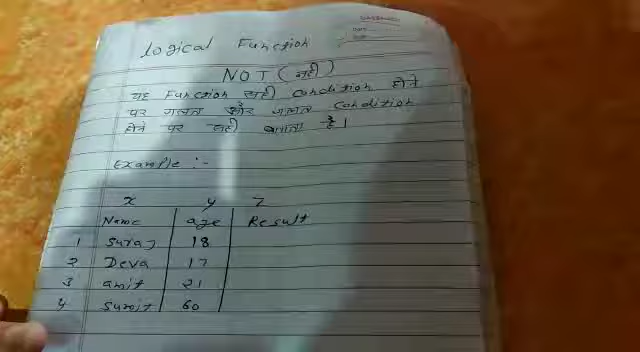 Logical Function
NOT (नही)
यह Function सही Condition होने
पर गलत और गलत Condition
होने पर सही बताता है।
Example :-
x y z
Name age Result
1 Suraj 18
2 Deva 17
3 amit 21
4 Sumit 60